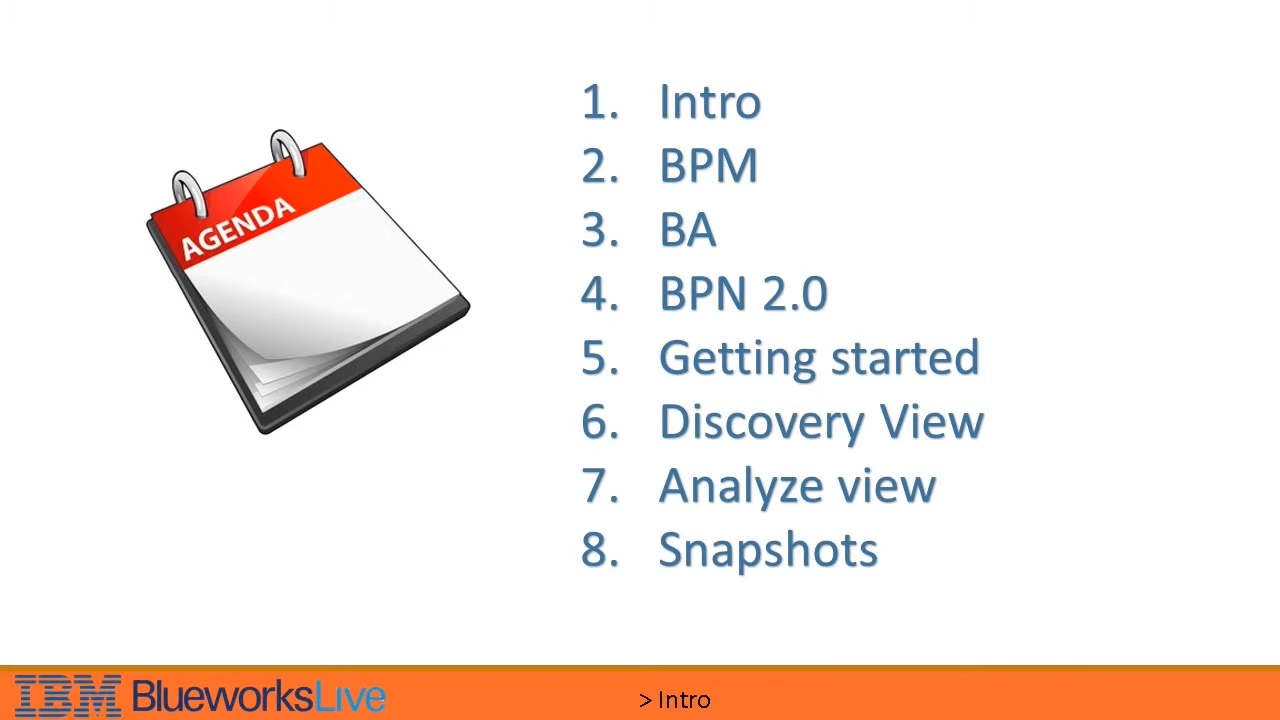 AGENDA
1. Intro
2. BPM
3. BA
4. BPN 2.0
5. Getting started
6. Discovery View
7. Analyze view
8. Snapshots
IBM BlueworksLive
> Intro